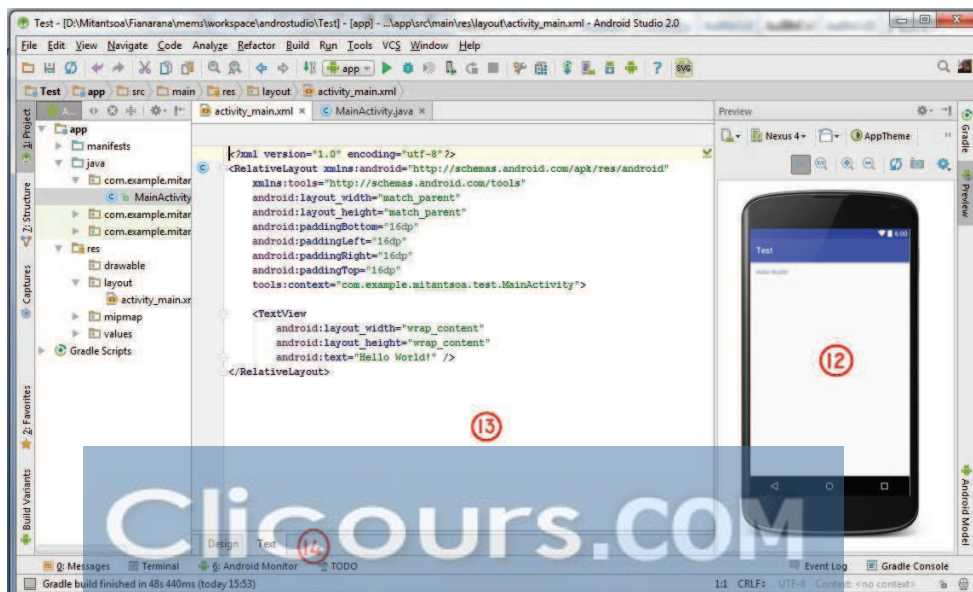 Test - [D:\Mitantsoa\Fianarana\mems\workspace\androstudio\Test] - [app] - ...\app\src\main\res\layout\activity_main.xml - Android Studio 2.0
File Edit View Navigate Code Analyze Refactor Build Run Tools VCS Window Help
app ? SVG
Test app src main res layout activity_main.xml
1: Project
A... activity_main.xml × MainActivity.java ×
Preview
Nexus 4 AppTheme
Gradle
Preview
Android Model
app
manifests
java
com.example.mitar
MainActivity
com.example.mitar
com.example.mitar
res
drawable
layout
activity_main.xr
mipmap
values
Gradle Scripts
Z: Structure
Captures
2: Favorites
Build Variants
<?xml version="1.0" encoding="utf-8"?>
<RelativeLayout xmlns:android="http://schemas.android.com/apk/res/android"
xmlns:tools="http://schemas.android.com/tools"
android:layout_width="match_parent"
android:layout_height="match_parent"
android:paddingBottom="16dp"
android:paddingLeft="16dp"
android:paddingRight="16dp"
android:paddingTop="16dp"
tools:context="com.example.mitantsoa.test.MainActivity">
<TextView
android:layout_width="wrap_content"
android:layout_height="wrap_content"
android:text="Hello World!" />
</RelativeLayout>
6:00
Test
Hello World!
12
13
Clicours.COM
Design Text
14
0: Messages Terminal 6: Android Monitor TODO Event Log Gradle Console
Gradle build finished in 48s 440ms (today 15:53) 1:1 CRLF: UTF-8 Context: <no context>